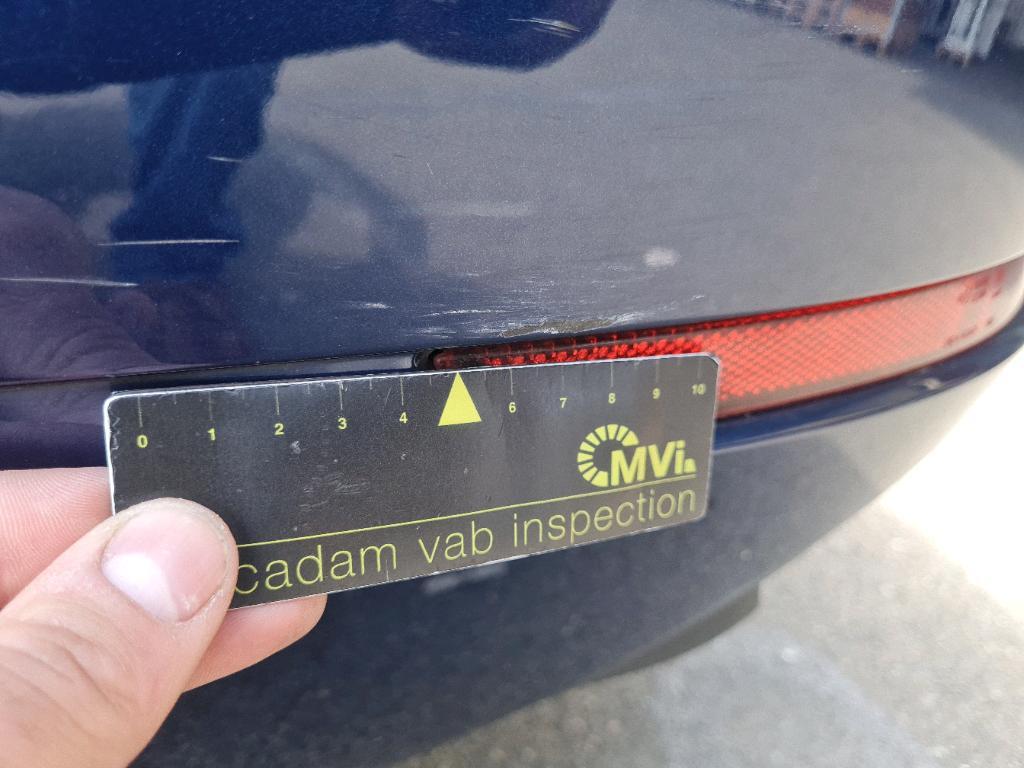 0 1 2 3 4 6 7 8 9 10
MVi
cadam vab inspection